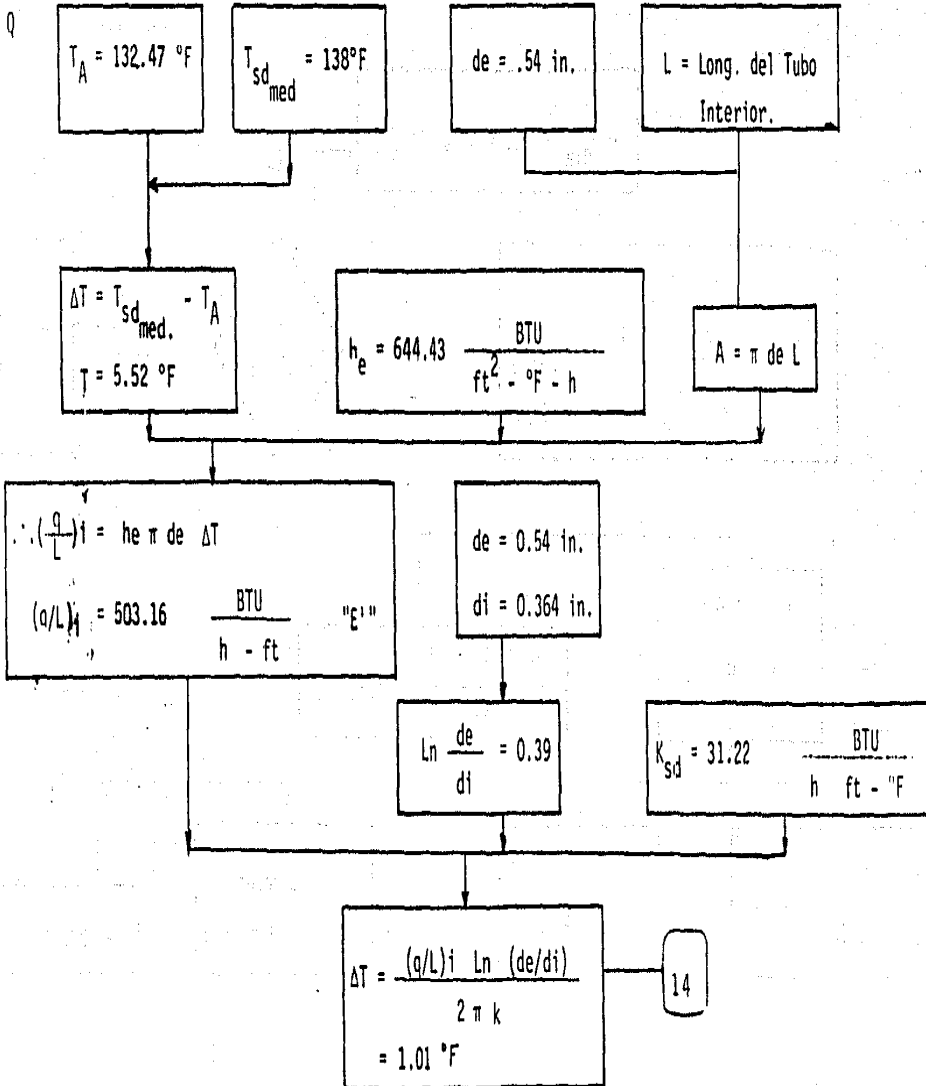 Q
T_A = 132.47 °F
T_sd_med = 138°F
de = .54 in.
L = Long. del Tubo
Interior.
ΔT = T_sd_med. - T_A
T = 5.52 °F
h_e = 644.43 BTU / ft² - °F - h
A = π de L
∴(q/L)i = he π de ΔT
(q/L)i = 503.16 BTU / h - ft "E'"
de = 0.54 in.
di = 0.364 in.
Ln de / di = 0.39
K_sd = 31.22 BTU / h ft - "F
ΔT = (q/L)i Ln (de/di) / 2 π k
= 1.01 °F
14